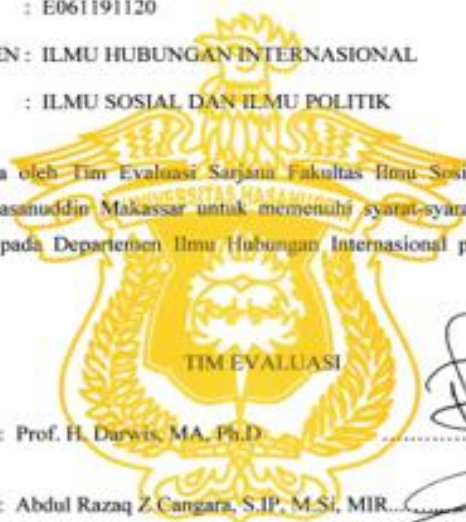 : E061191120
EN : ILMU HUBUNGAN INTERNASIONAL
: ILMU SOSIAL DAN ILMU POLITIK
a oleh Tim Evaluasi Sarjana Fakultas Ilmu Sosi
asanuddin Makassar untuk memenuhi syarat-syara
pada Departemen Ilmu Hubungan Internasional p
UNIVERSITAS HASANUDDIN
TIM EVALUASI
: Prof. H. Darwis, MA, Ph.D
: Abdul Razaq Z Cangara, S.IP, M.Si, MIR